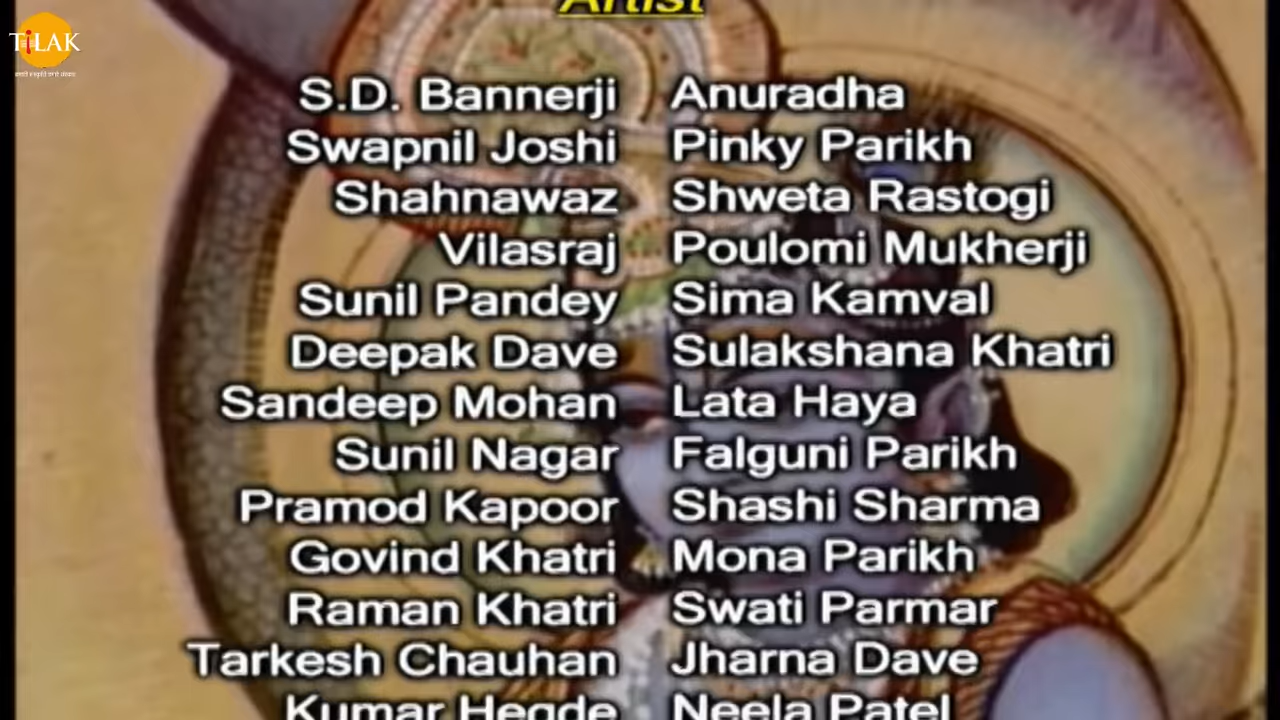 Artist
TiLAK
S.D. Bannerji Anuradha
Swapnil Joshi Pinky Parikh
Shahnawaz Shweta Rastogi
Vilasraj Poulomi Mukherji
Sunil Pandey Sima Kamval
Deepak Dave Sulakshana Khatri
Sandeep Mohan Lata Haya
Sunil Nagar Falguni Parikh
Pramod Kapoor Shashi Sharma
Govind Khatri Mona Parikh
Raman Khatri Swati Parmar
Tarkesh Chauhan Jharna Dave
Kumar Hegde Neela Patel